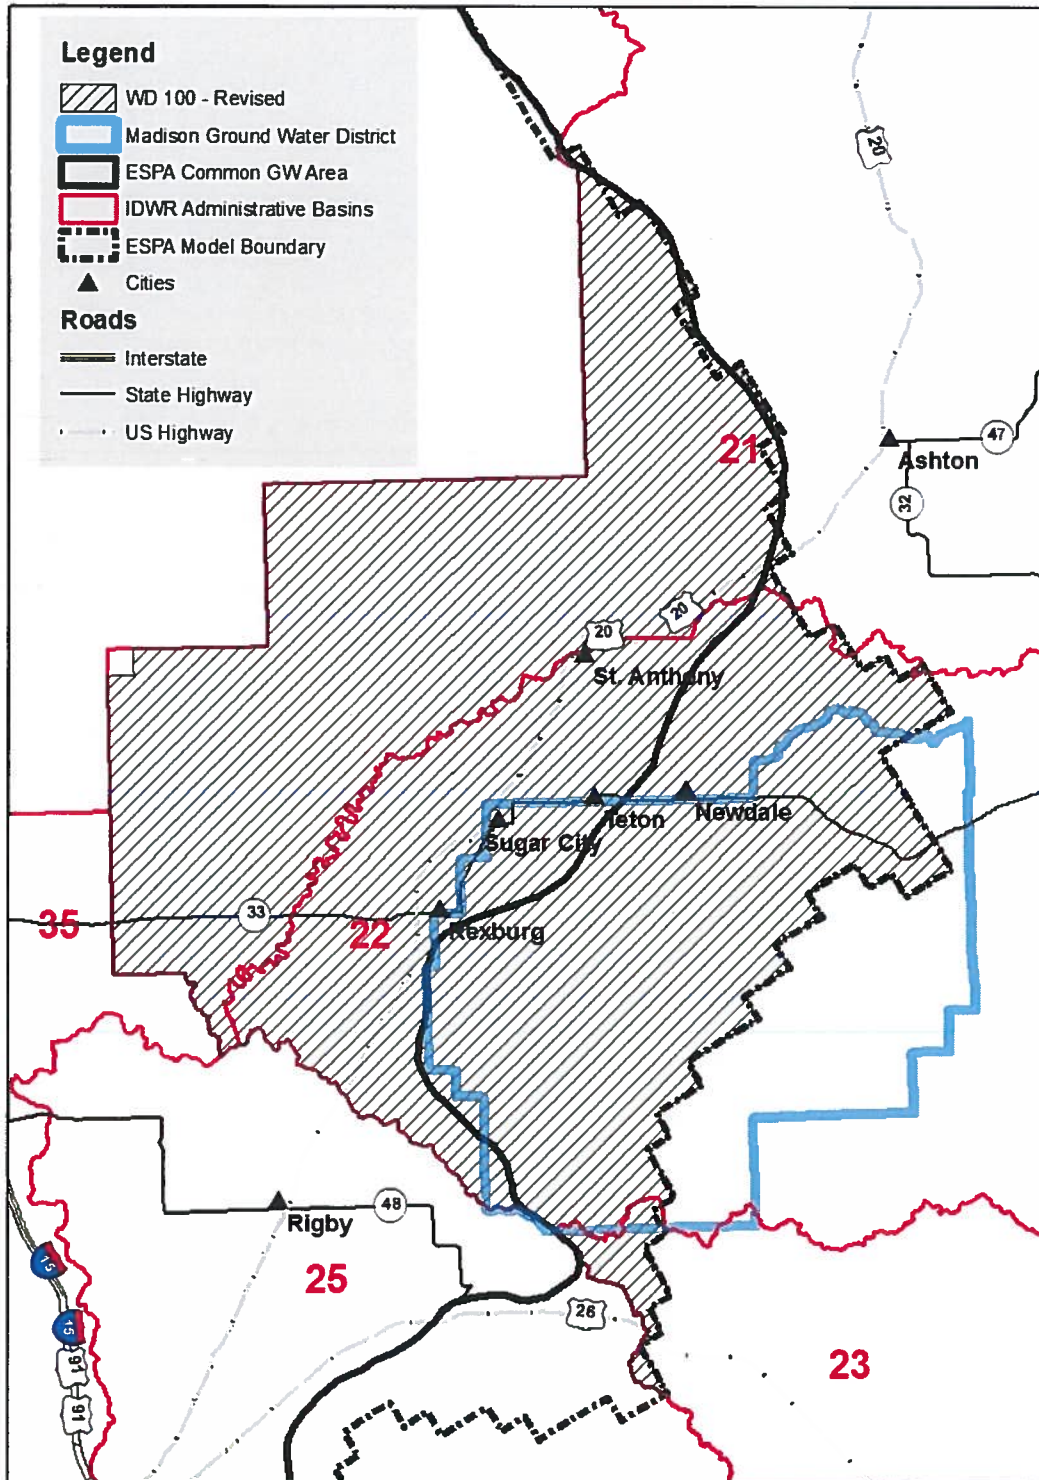 Legend
WD 100 - Revised
Madison Ground Water District
ESPA Common GW Area
IDWR Administrative Basins
ESPA Model Boundary
Cities
Roads
Interstate
State Highway
US Highway
20
21
47
Ashton
32
20
20
St. Anthony
Newdale
Teton
Sugar City
33
35
22
Rexburg
48
Rigby
15
25
26
15
91
23
91